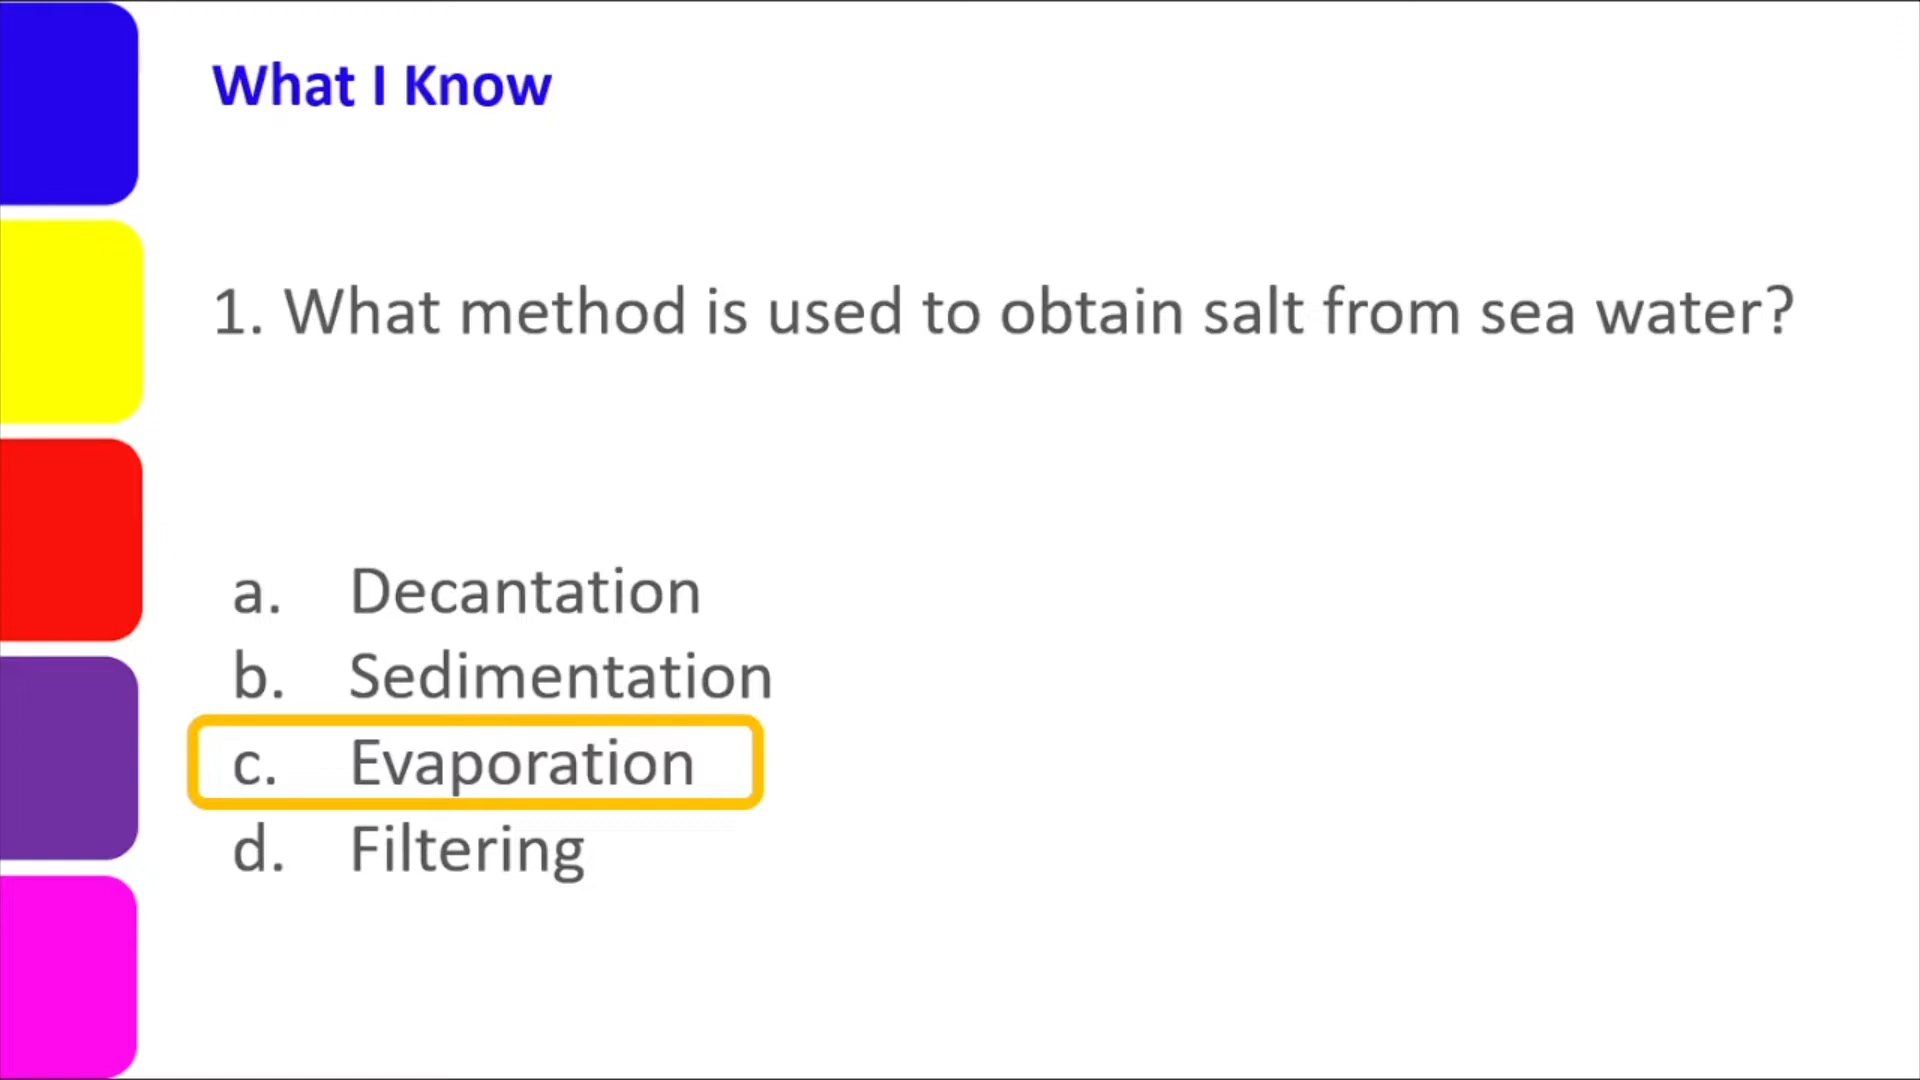 What I Know
1. What method is used to obtain salt from sea water?
a. Decantation
b. Sedimentation
c. Evaporation
d. Filtering